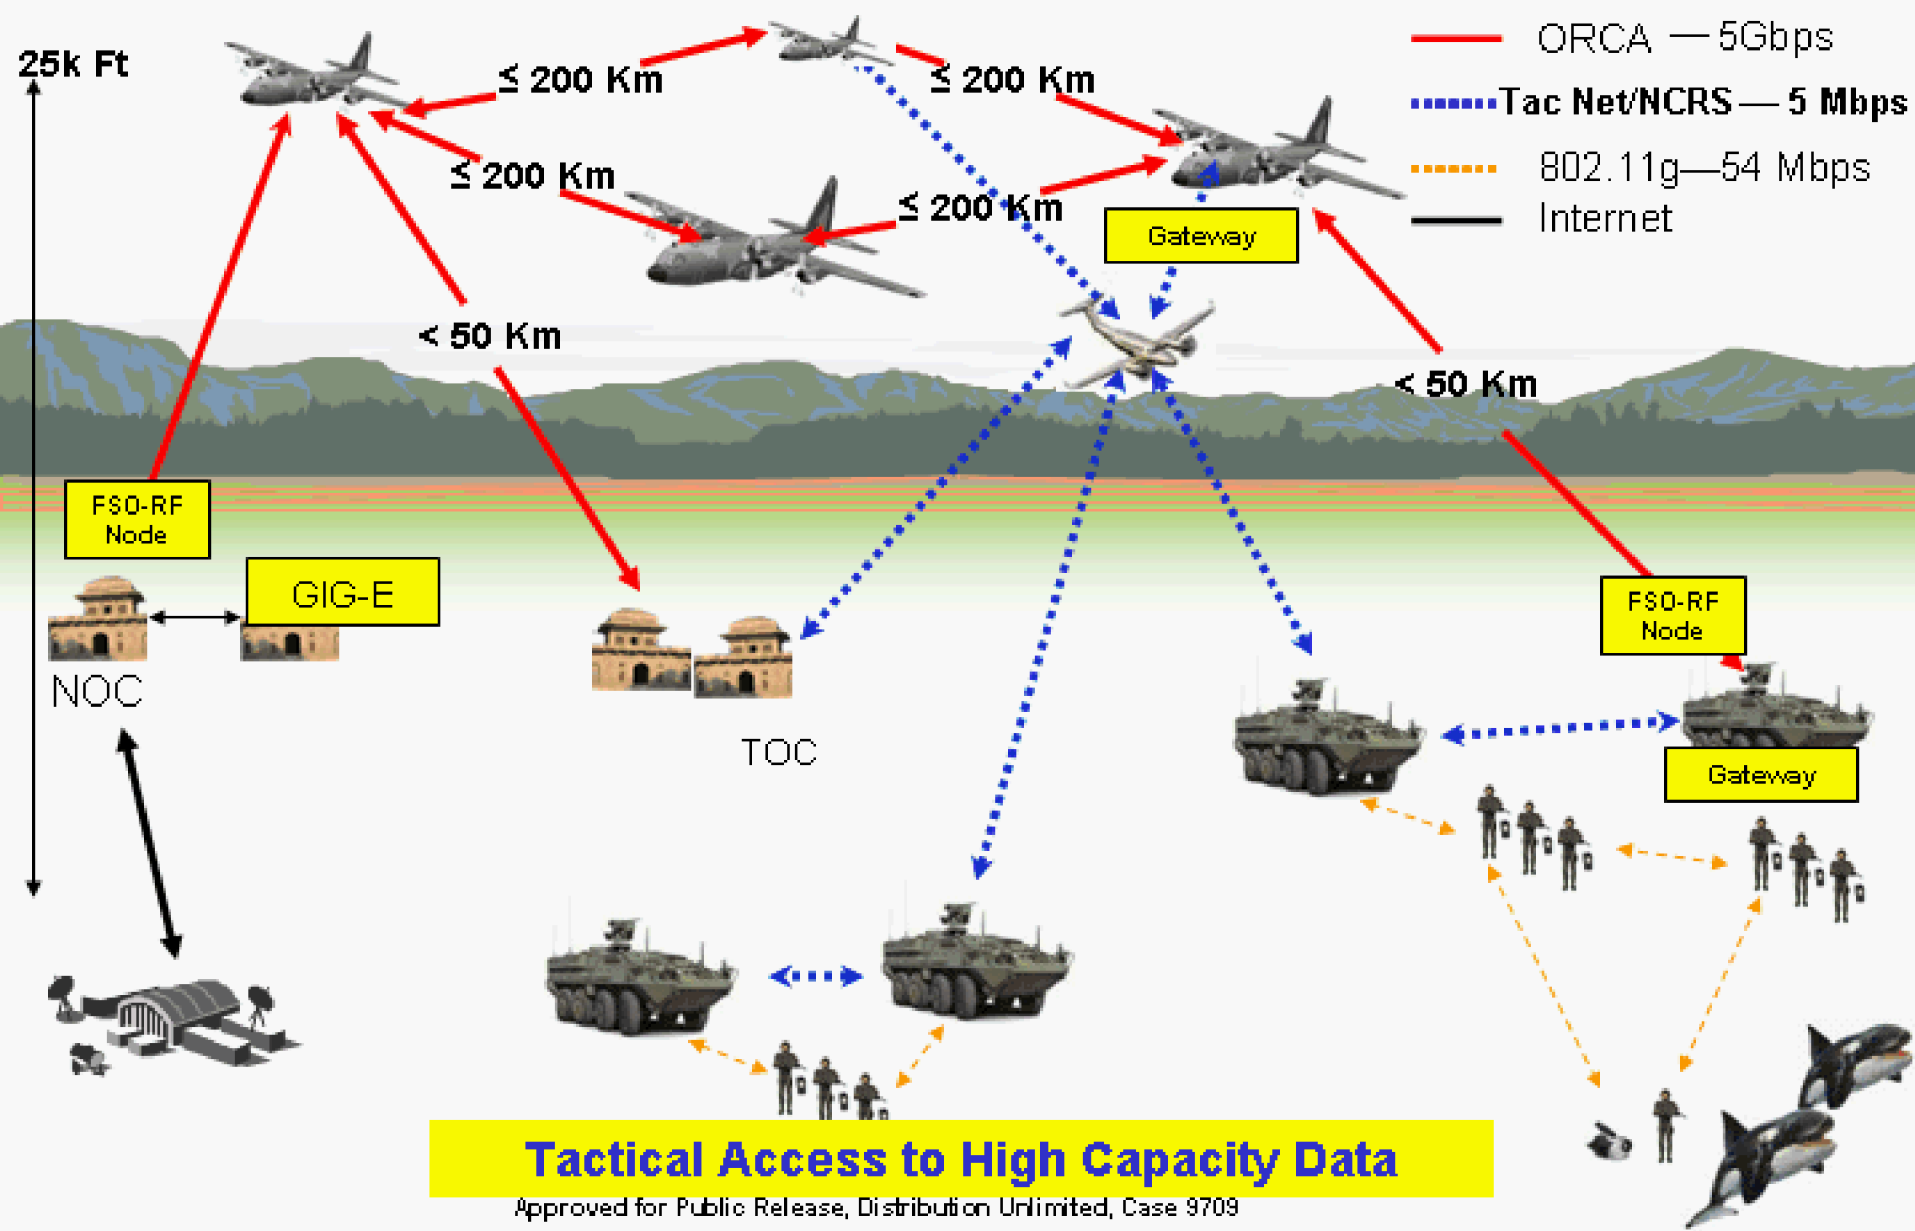 25k Ft
≤ 200 Km
≤ 200 Km
ORCA — 5Gbps
Tac Net/NCRS — 5 Mbps
802.11g—54 Mbps
Internet
≤ 200 Km
≤ 200 Km
Gateway
< 50 Km
< 50 Km
FSO-RF
Node
GIG-E
NOC
TOC
FSO-RF
Node
Gateway
Tactical Access to High Capacity Data
Approved for Public Release, Distribution Unlimited, Case 9709